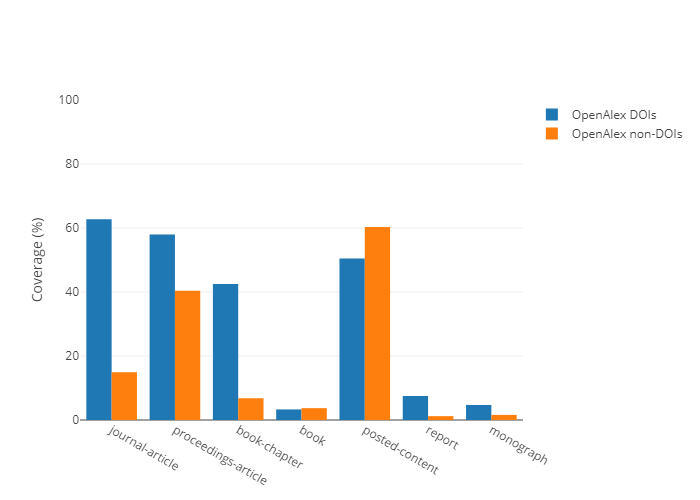 100
80
60
40
20
0
Coverage (%)
journal-article
proceedings-article
book-chapter
book
posted-content
report
monograph
OpenAlex DOIs
OpenAlex non-DOIs